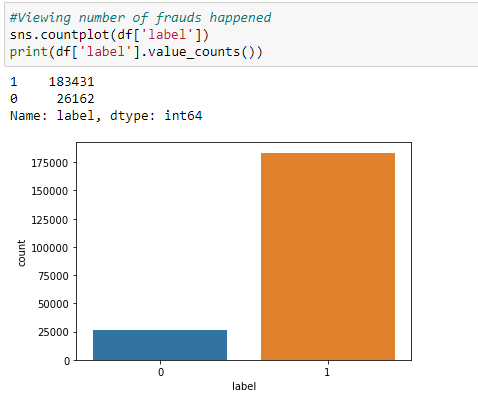 #Viewing number of frauds happened
sns.countplot(df['label'])
print(df['label'].value_counts())
1    183431
0     26162
Name: label, dtype: int64
175000
150000
125000
100000
75000
50000
25000
0
count
0 1
label